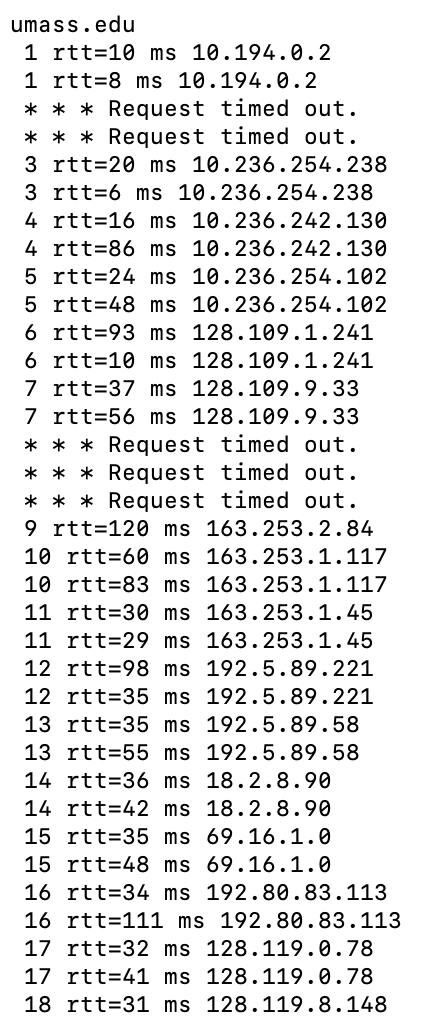 umass.edu
1 rtt=10 ms 10.194.0.2
1 rtt=8 ms 10.194.0.2
* * * Request timed out.
* * * Request timed out.
3 rtt=20 ms 10.236.254.238
3 rtt=6 ms 10.236.254.238
4 rtt=16 ms 10.236.242.130
4 rtt=86 ms 10.236.242.130
5 rtt=24 ms 10.236.254.102
5 rtt=48 ms 10.236.254.102
6 rtt=93 ms 128.109.1.241
6 rtt=10 ms 128.109.1.241
7 rtt=37 ms 128.109.9.33
7 rtt=56 ms 128.109.9.33
* * * Request timed out.
* * * Request timed out.
* * * Request timed out.
9 rtt=120 ms 163.253.2.84
10 rtt=60 ms 163.253.1.117
10 rtt=83 ms 163.253.1.117
11 rtt=30 ms 163.253.1.45
11 rtt=29 ms 163.253.1.45
12 rtt=98 ms 192.5.89.221
12 rtt=35 ms 192.5.89.221
13 rtt=35 ms 192.5.89.58
13 rtt=55 ms 192.5.89.58
14 rtt=36 ms 18.2.8.90
14 rtt=42 ms 18.2.8.90
15 rtt=35 ms 69.16.1.0
15 rtt=48 ms 69.16.1.0
16 rtt=34 ms 192.80.83.113
16 rtt=111 ms 192.80.83.113
17 rtt=32 ms 128.119.0.78
17 rtt=41 ms 128.119.0.78
18 rtt=31 ms 128.119.8.148